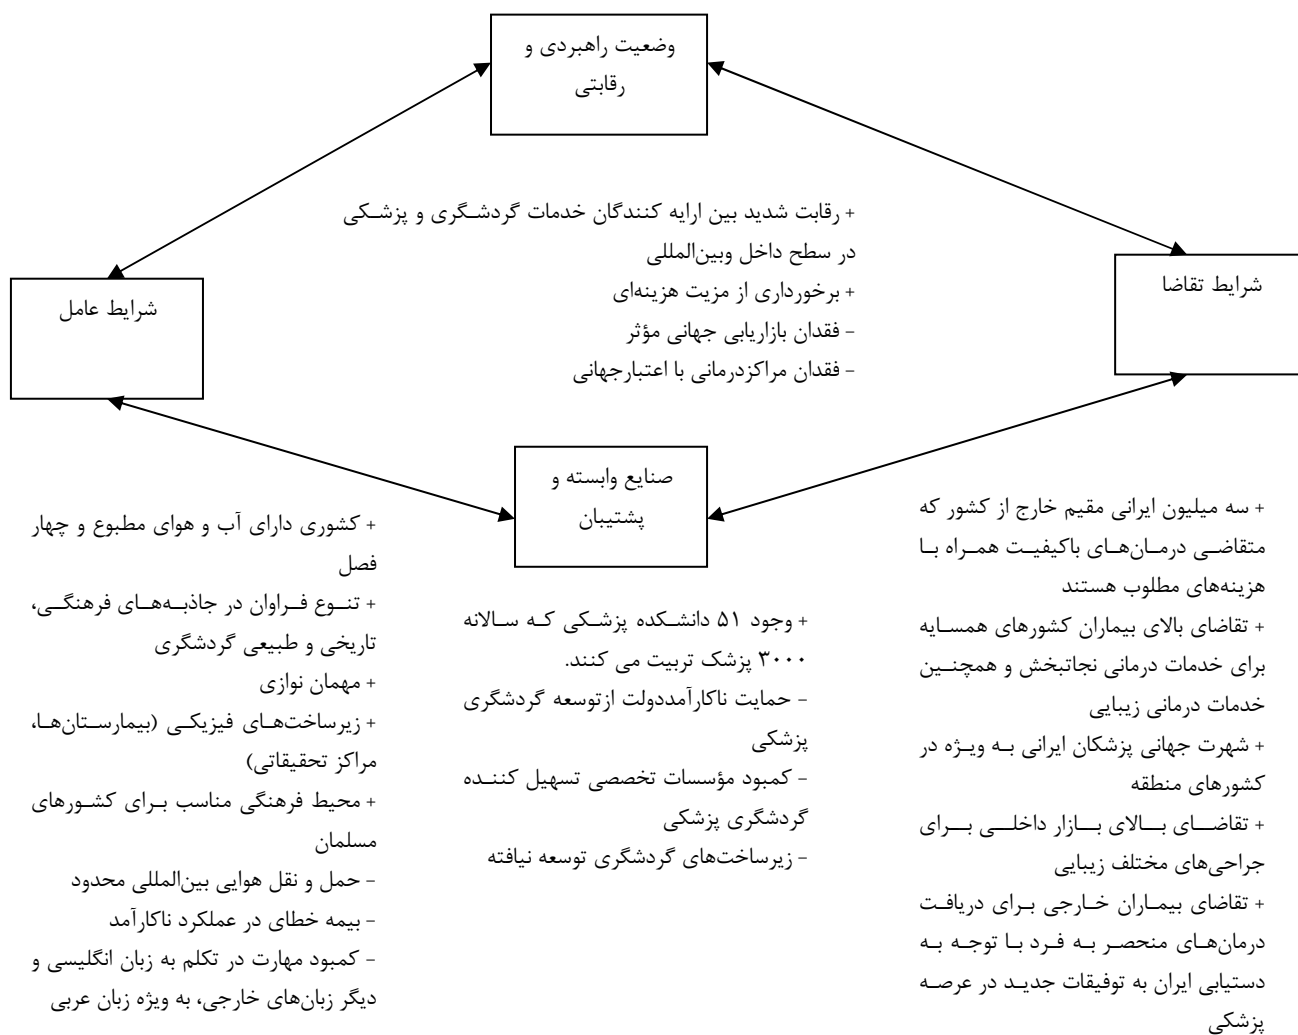 وضعیت راهبردی و
رقابتی
+ رقابت شدید بین ارایه کنندگان خدمات گردشگری و پزشکی
در سطح داخل وبین‌المللی
+ برخورداری از مزیت هزینه‌ای
- فقدان بازاریابی جهانی مؤثر
- فقدان مراکزدرمانی با اعتبارجهانی
شرایط تقاضا
شرایط عامل
صنایع وابسته و
پشتیبان
+ سه میلیون ایرانی مقیم خارج از کشور که
متقاضی درمان‌های باکیفیت همراه با
هزینه‌های مطلوب هستند
+ تقاضای بالای بیماران کشورهای همسایه
برای خدمات درمانی نجاتبخش و همچنین
خدمات درمانی زیبایی
+ شهرت جهانی پزشکان ایرانی به ویژه در
کشورهای منطقه
+ تقاضای بالای بازار داخلی برای
جراحی‌های مختلف زیبایی
+ تقاضای بیماران خارجی برای دریافت
درمان‌های منحصر به فرد با توجه به
دستیابی ایران به توفیقات جدید در عرصه
پزشکی
+ وجود ۵۱ دانشکده پزشکی که سالانه
۳۰۰۰ پزشک تربیت می کنند.
- حمایت ناکارآمددولت ازتوسعه گردشگری
پزشکی
- کمبود مؤسسات تخصصی تسهیل کننده
گردشگری پزشکی
- زیرساخت‌های گردشگری توسعه نیافته
+ کشوری دارای آب و هوای مطبوع و چهار
فصل
+ تنوع فراوان در جاذبه‌های فرهنگی،
تاریخی و طبیعی گردشگری
+ مهمان نوازی
+ زیرساخت‌های فیزیکی (بیمارستان‌ها،
مراکز تحقیقاتی)
+ محیط فرهنگی مناسب برای کشورهای
مسلمان
- حمل و نقل هوایی بین‌المللی محدود
- بیمه خطای در عملکرد ناکارآمد
- کمبود مهارت در تکلم به زبان انگلیسی و
دیگر زبان‌های خارجی، به ویژه زبان عربی